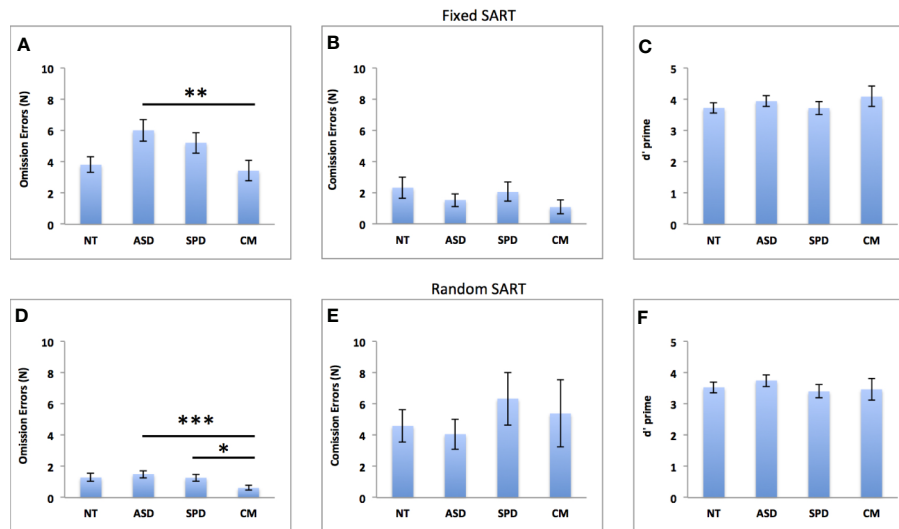 Fixed SART
A
Omission Errors (N)
10
8
6
4
2
0
**
NT ASD SPD CM
B
Comission Errors (N)
10
8
6
4
2
0
NT ASD SPD CM
C
d' prime
5
4
3
2
1
0
NT ASD SPD CM
Random SART
D
Omission Errors (N)
10
8
6
4
2
0
***
*
NT ASD SPD CM
E
Comission Errors (N)
10
8
6
4
2
0
NT ASD SPD CM
F
d' prime
5
4
3
2
1
0
NT ASD SPD CM